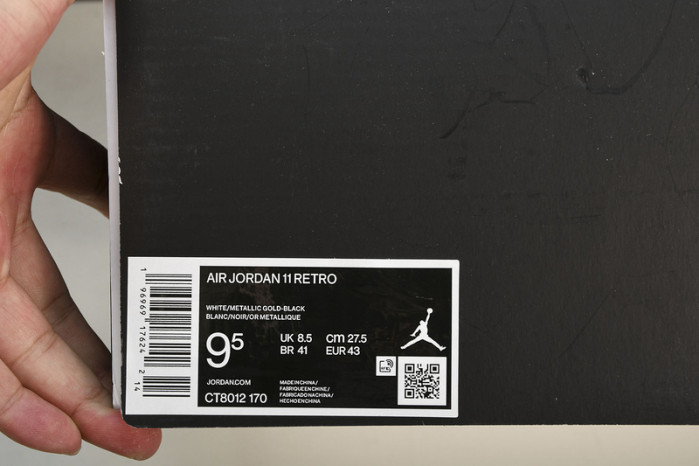 AIR JORDAN 11 RETRO
WHITE/METALLIC GOLD-BLACK
BLANC/NOIR/OR METALLIQUE
9⁵
UK 8.5 cm 27.5
BR 41 EUR 43
JORDAN.COM
CT8012 170
MADE IN CHINA/
FABRIQUE EN CHINE/
FABRICADO NA CHINA/
HECHO EN CHINA
1 96969 17624 2 14